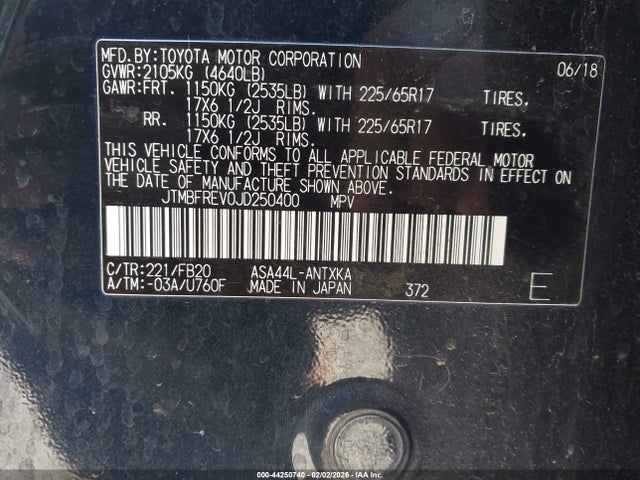 MFD.BY:TOYOTA MOTOR CORPORATION 06/18
GVWR:2105KG (4640LB)
GAWR:FRT. 1150KG (2535LB) WITH 225/65R17 TIRES.
17X6 1/2J RIMS.
RR. 1150KG (2535LB) WITH 225/65R17 TIRES.
17X6 1/2J RIMS.
THIS VEHICLE CONFORMS TO ALL APPLICABLE FEDERAL MOTOR
VEHICLE SAFETY AND THEFT PREVENTION STANDARDS IN EFFECT ON
THE DATE OF MANUFACTURE SHOWN ABOVE.
JTMBFREV0JD250400 MPV
C/TR:221/FB20 ASA44L-ANTXKA
A/TM:-03A/U760F MADE IN JAPAN 372 E
000-44250740 - 02/02/2026 - IAA Inc.